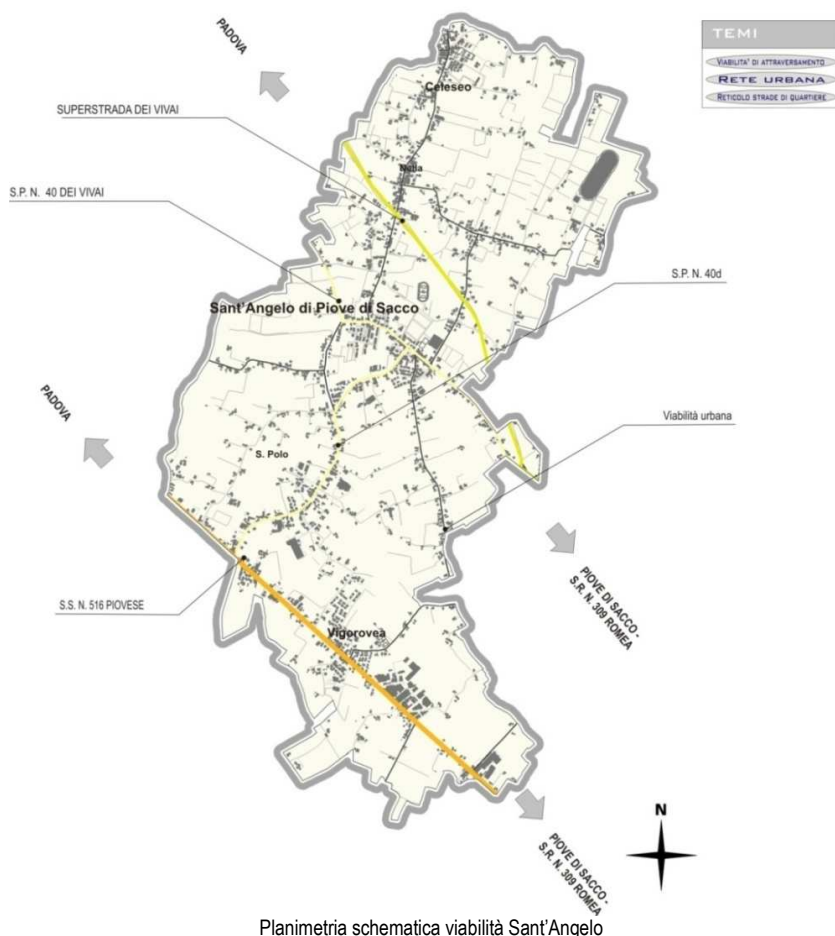 PADOVA
TEMI
VIABILITA' DI ATTRAVERSAMENTO
RETE URBANA
RETICOLO STRADE DI QUARTIERE
SUPERSTRADA DEI VIVAI
Celeseo
S.P. N. 40 DEI VIVAI
S.P. N. 40d
Sant'Angelo di Piove di Sacco
PADOVA
Viabilità urbana
S. Polo
S.S. N. 516 PIOVESE
PIOVE DI SACCO -
S.R. N. 309 ROMEA
Vigorovea
N
PIOVE DI SACCO -
S.R. N. 309 ROMEA
Planimetria schematica viabilità Sant'Angelo